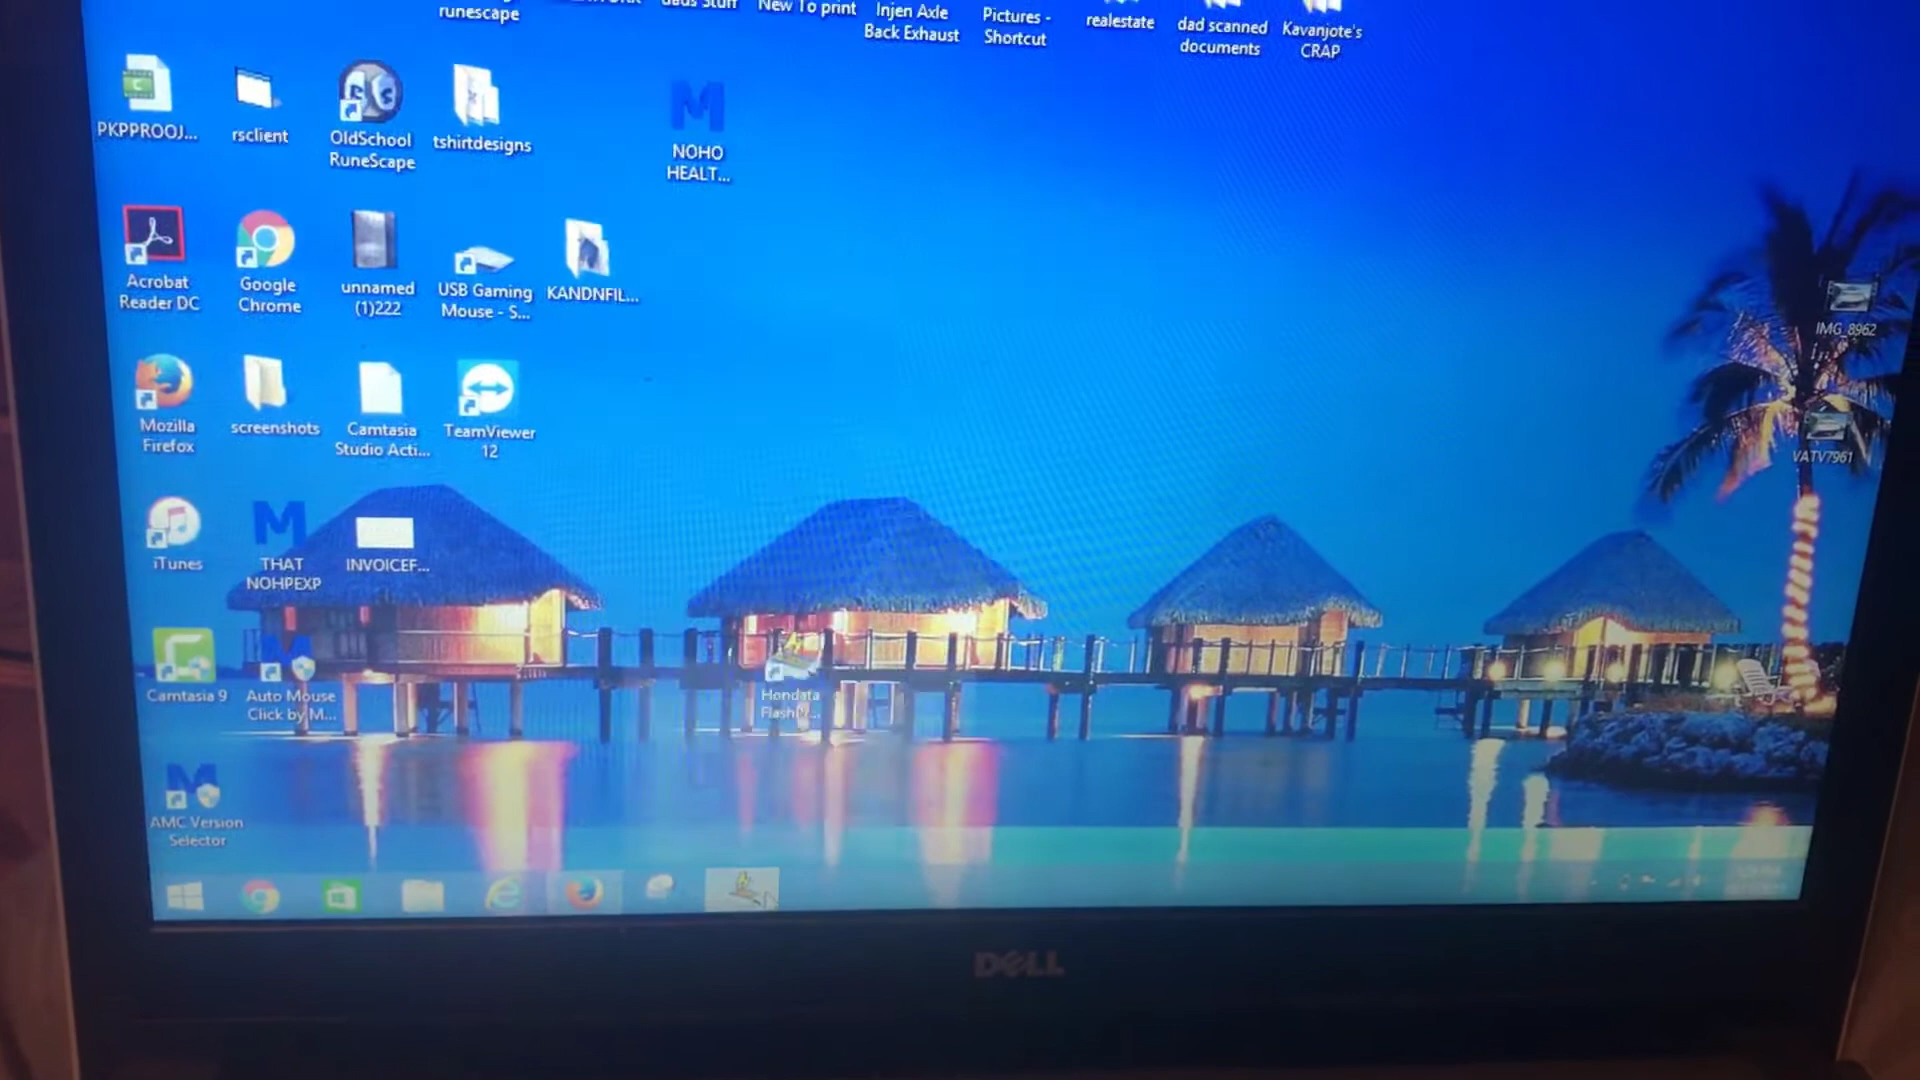 runescape
New To print
Injen Axle
Back Exhaust
Pictures -
Shortcut
realestate
dad scanned
documents
Kavanjote's
CRAP
PKPPROOJ...
rsclient
OldSchool
RuneScape
tshirtdesigns
NOHO
HEALT...
Acrobat
Reader DC
Google
Chrome
unnamed
(1)222
USB Gaming
Mouse - S...
KANDNFIL...
IMG_8962
Mozilla
Firefox
screenshots
Camtasia
Studio Acti...
TeamViewer
12
VATV7961
iTunes
THAT
NOHPEXP
INVOICEF...
Camtasia 9
Auto Mouse
Click by M...
Hondata
AMC Version
Selector
DELL